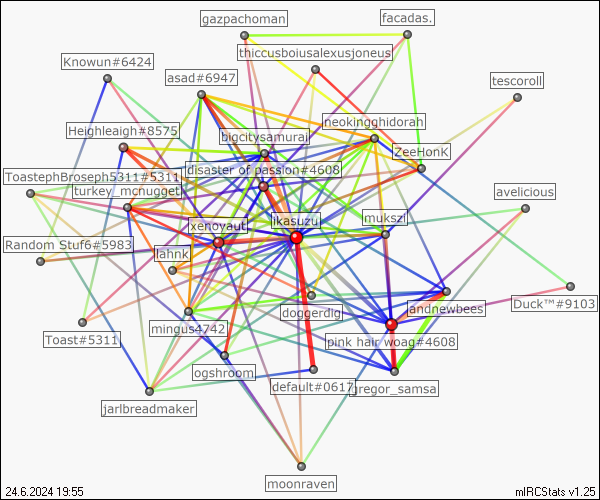 gazpachoman
facadas.
thiccusboiusalexusjoneus
Knowun#6424
asad#6947
tescoroll
neokingghidorah
Heighleaigh#8575
bigcitysamurai
ZeeHonK
disaster of passion#4608
ToastephBroseph5311#5311
turkey_mcnugget
avelicious
ikasuzu
mukszil
xenoyaut
Random Stuf6#5983
lahnk
Duck™#9103
andnewbees
doggerdig
mingus4742
Toast#5311
pink hair woag#4608
ogshroom
default#0617
gregor_samsa
jarlbreadmaker
moonraven
24.6.2024 19:55
mIRCStats v1.25